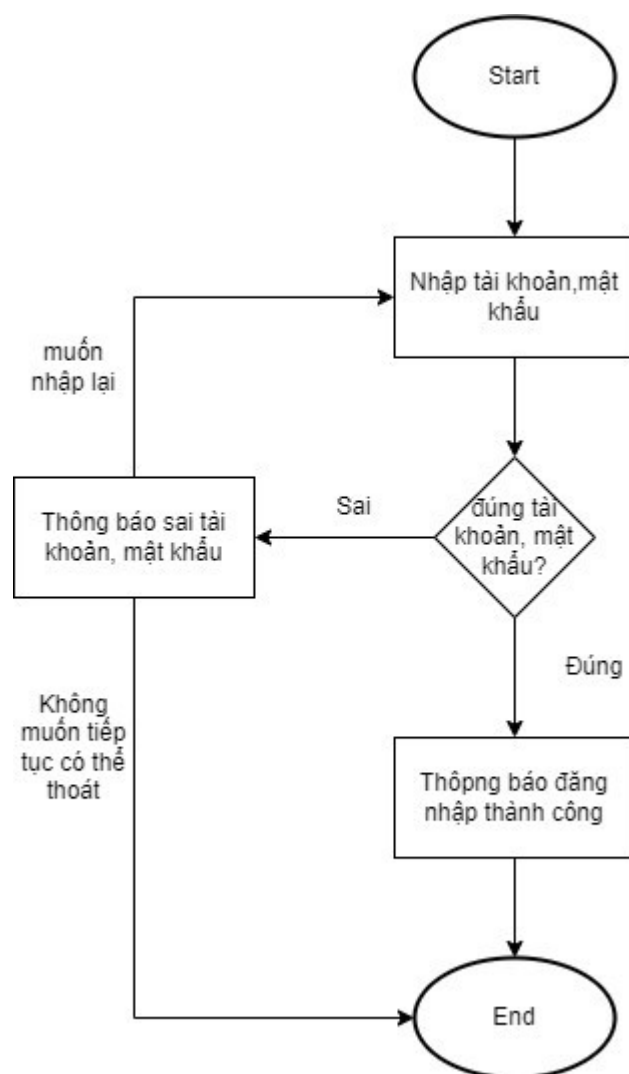 Start
Nhập tài khoản,mật
khẩu
muốn
nhập lại
đúng tài
khoản, mật
khẩu?
Sai
Thông báo sai tài
khoản, mật khẩu
Đúng
Không
muốn tiếp
tục có thể
thoát
Thôpng báo đăng
nhập thành công
End